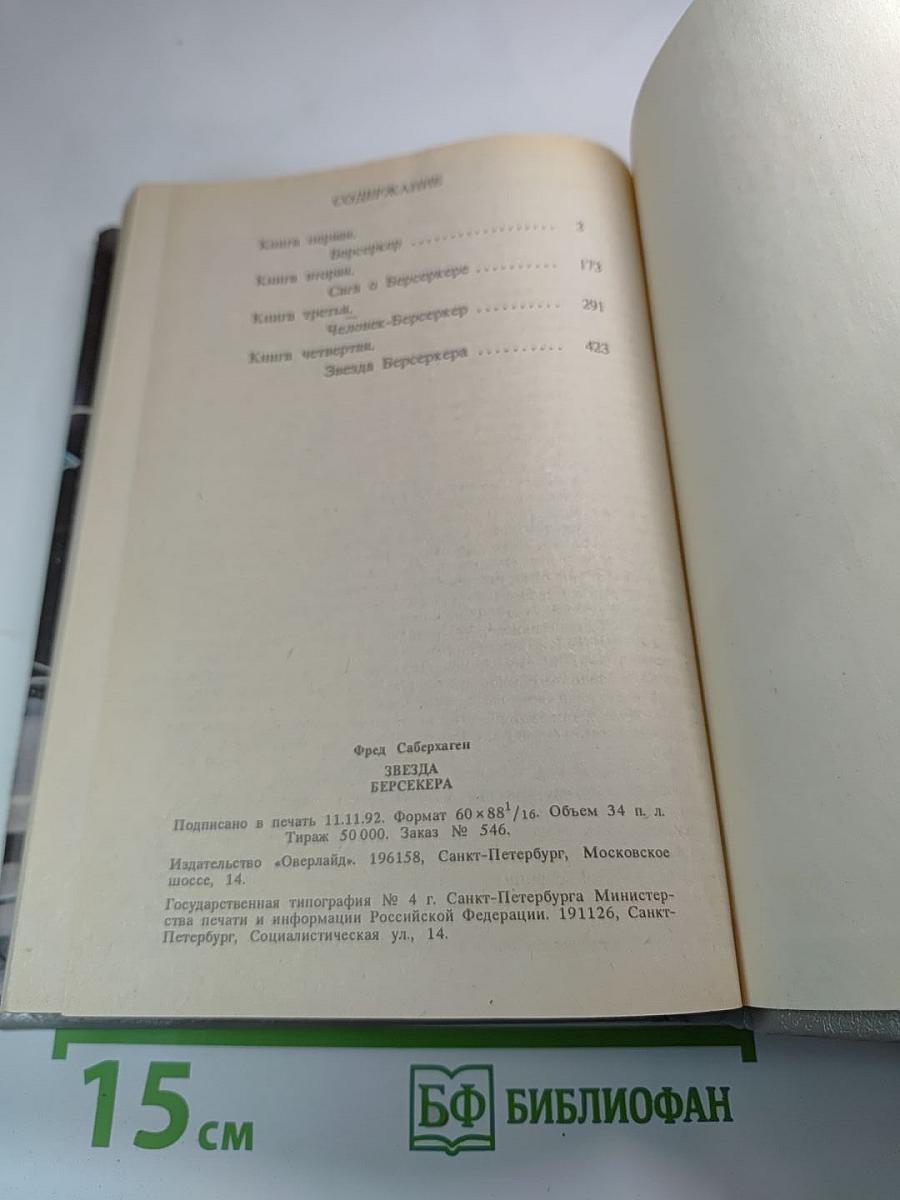 СОДЕРЖАНИЕ
Книга первая.
Берсеркер .................. 3
Книга вторая.
Сага о Берсеркере .......... 173
Книга третья.
Человек-Берсеркер .......... 291
Книга четвертая.
Звезда Берсеркера .......... 423
Фред Саберхаген
ЗВЕЗДА
БЕРСЕКЕРА
Подписано в печать 11.11.92. Формат 60×88¹/16. Объем 34 п. л.
Тираж 50 000. Заказ № 546.
Издательство «Оверлайд». 196158, Санкт-Петербург, Московское
шоссе, 14.
Государственная типография № 4 г. Санкт-Петербурга Министер-
ства печати и информации Российской Федерации. 191126, Санкт-
Петербург, Социалистическая ул., 14.
15 см
БФ БИБЛИОФАН